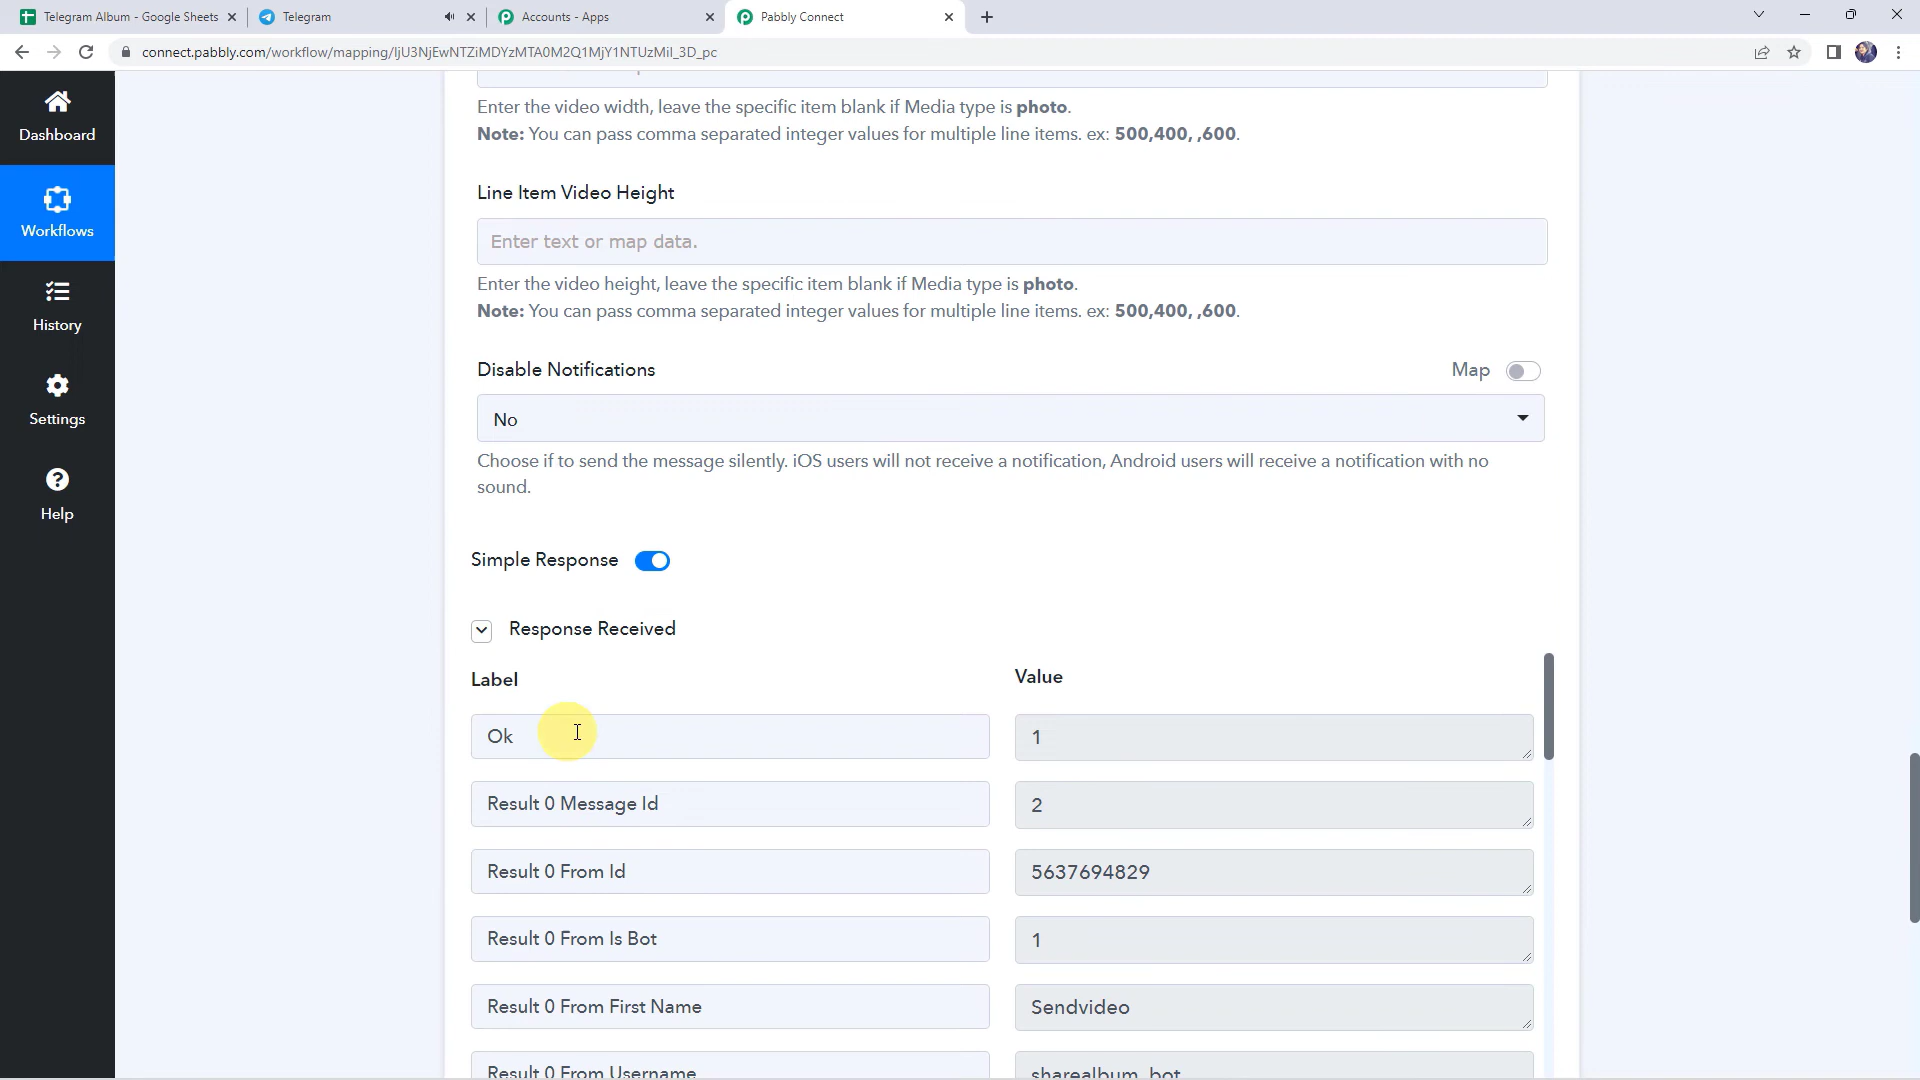 Telegram Album - Google Sheets
Telegram
Accounts - Apps
Pabbly Connect
connect.pabbly.com/workflow/mapping/IjU3NjEwNTZiMDYzMTA0M2Q1MjY1NTUzMiI_3D_pc
Dashboard
Workflows
History
Settings
Help
Enter the video width, leave the specific item blank if Media type is photo.
Note: You can pass comma separated integer values for multiple line items. ex: 500,400, ,600.
Line Item Video Height
Enter text or map data.
Enter the video height, leave the specific item blank if Media type is photo.
Note: You can pass comma separated integer values for multiple line items. ex: 500,400, ,600.
Disable Notifications
Map
No
Choose if to send the message silently. iOS users will not receive a notification, Android users will receive a notification with no
sound.
Simple Response
Response Received
Label
Value
Ok
1
Result 0 Message Id
2
Result 0 From Id
5637694829
Result 0 From Is Bot
1
Result 0 From First Name
Sendvideo
Result 0 From Username
sharealbum_bot